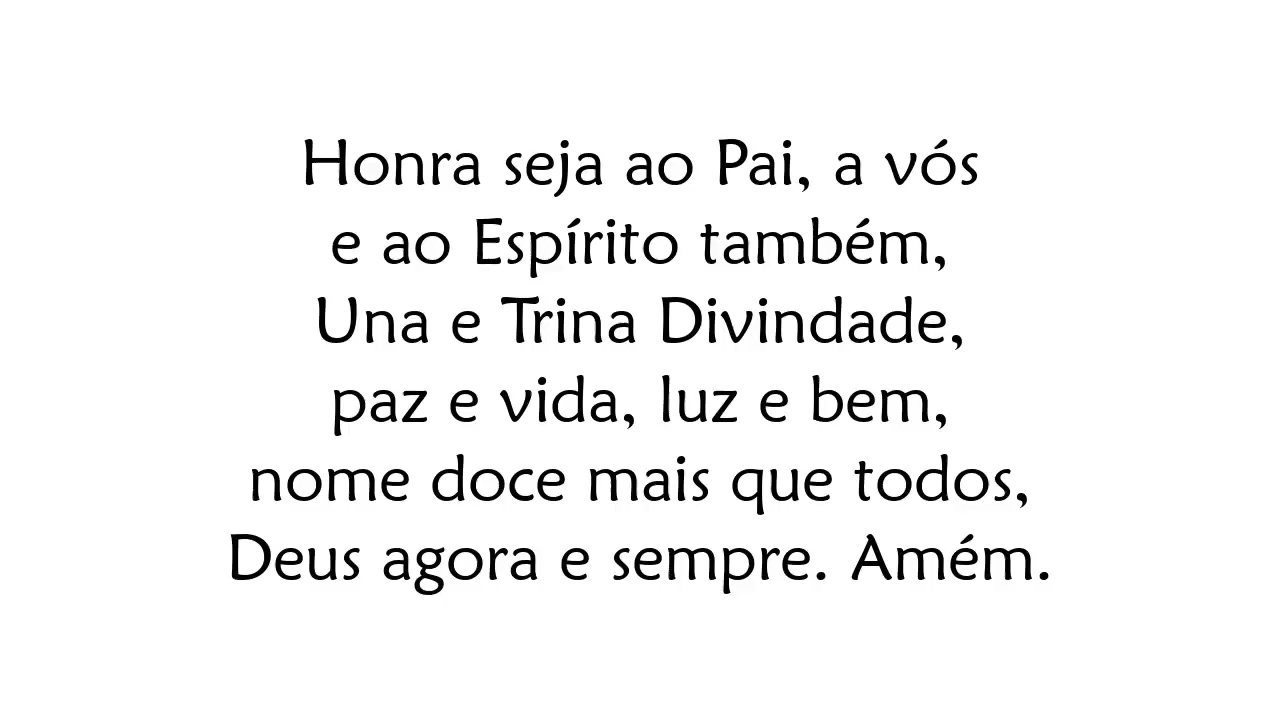 Honra seja ao Pai, a vós
e ao Espírito também,
Una e Trina Divindade,
paz e vida, luz e bem,
nome doce mais que todos,
Deus agora e sempre. Amém.